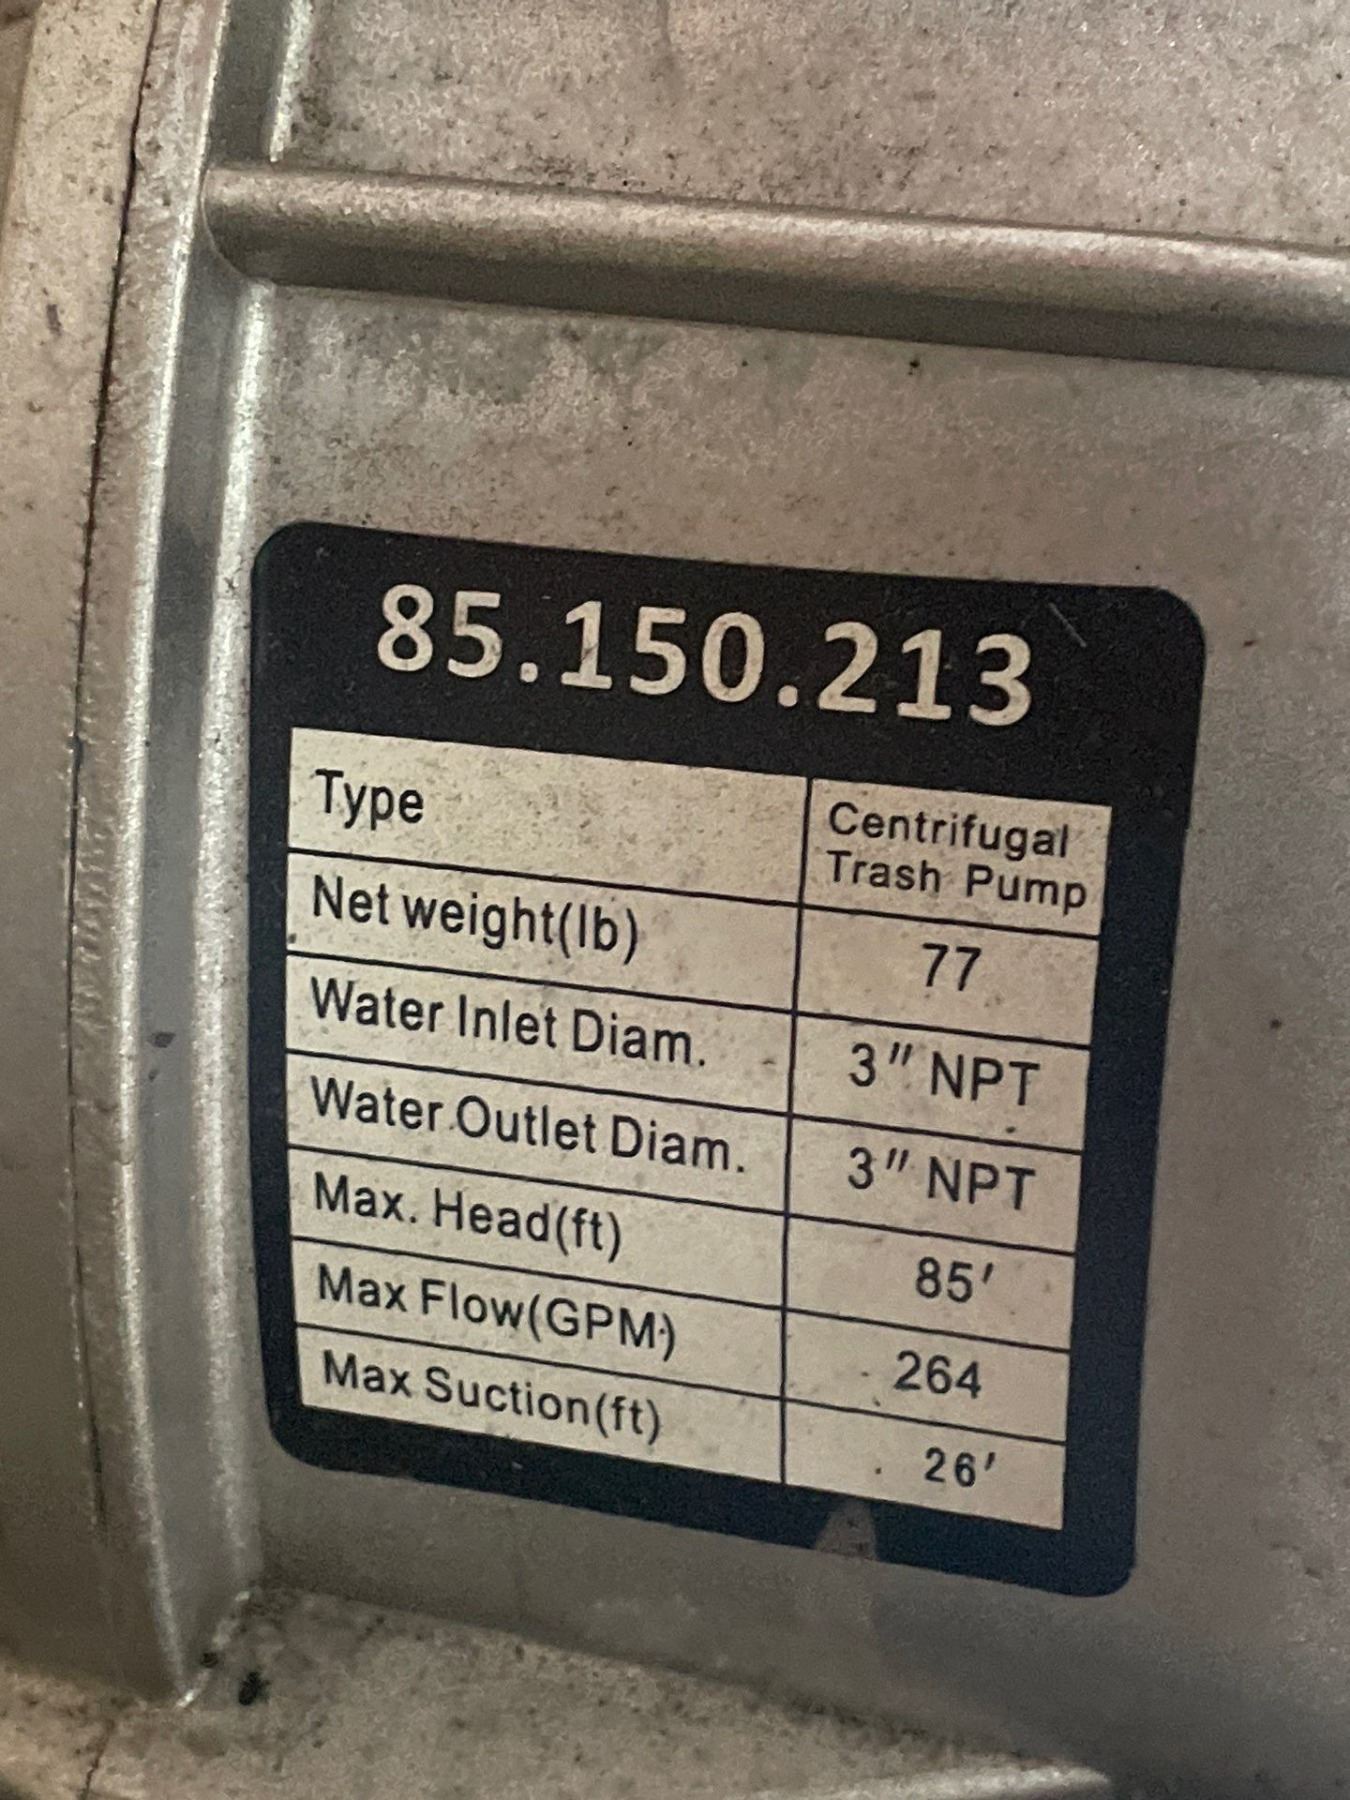 85.150.213
Type Centrifugal Trash Pump
Net weight(lb) 77
Water Inlet Diam. 3" NPT
Water Outlet Diam. 3" NPT
Max. Head(ft) 85'
Max Flow(GPM) 264
Max Suction(ft) 26'